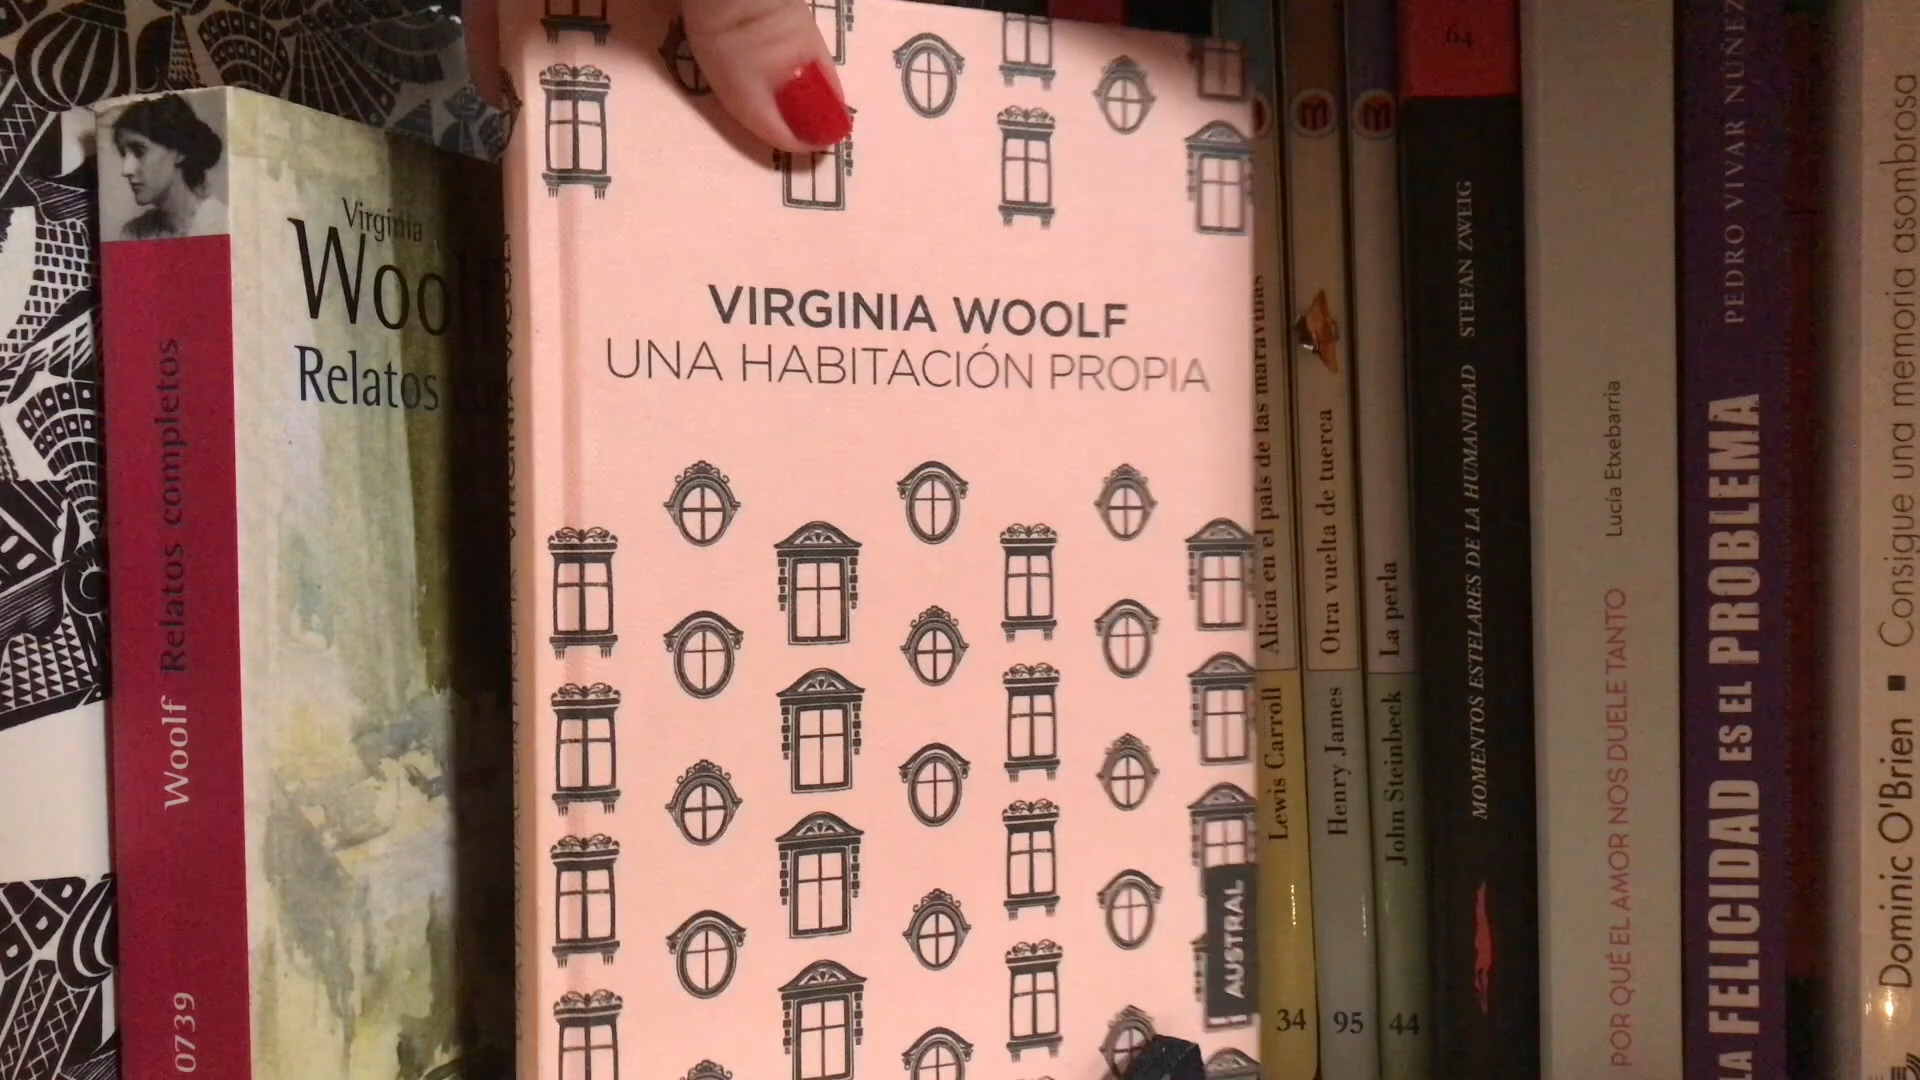 Woolf Relatos completos
0739
Virginia
Woo
Relatos
VIRGINIA WOOLF
UNA HABITACIÓN PROPIA
AUSTRAL
Lewis Carroll Alicia en el país de las maravillas
34
Henry James Otra vuelta de tuerca
95
John Steinbeck La perla
44
64
MOMENTOS ESTELARES DE LA HUMANIDAD STEFAN ZWEIG
POR QUÉ EL AMOR NOS DUELE TANTO Lucía Etxebarria
LA FELICIDAD ES EL PROBLEMA PEDRO VIVAR NÚÑEZ
Dominic O'Brien ■ Consigue una memoria asombrosa